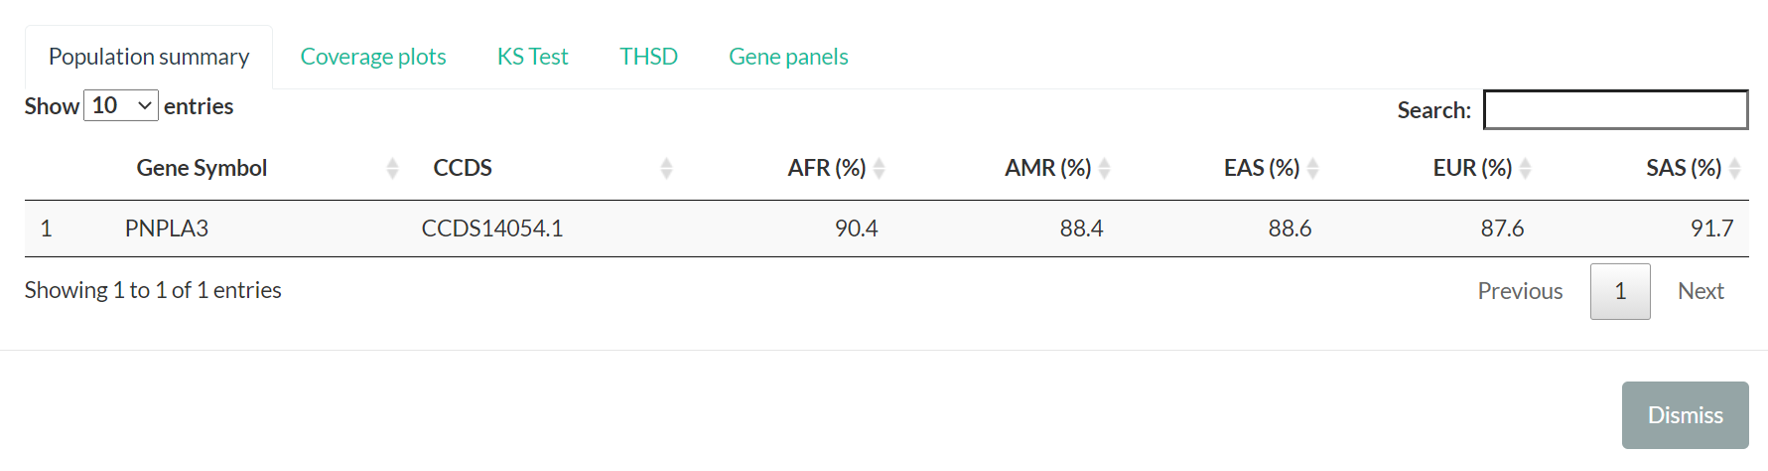 Population summary Coverage plots KS Test THSD Gene panels
Show 10 entries Search:
Gene Symbol CCDS AFR (%) AMR (%) EAS (%) EUR (%) SAS (%)
1 PNPLA3 CCDS14054.1 90.4 88.4 88.6 87.6 91.7
Showing 1 to 1 of 1 entries Previous 1 Next
Dismiss